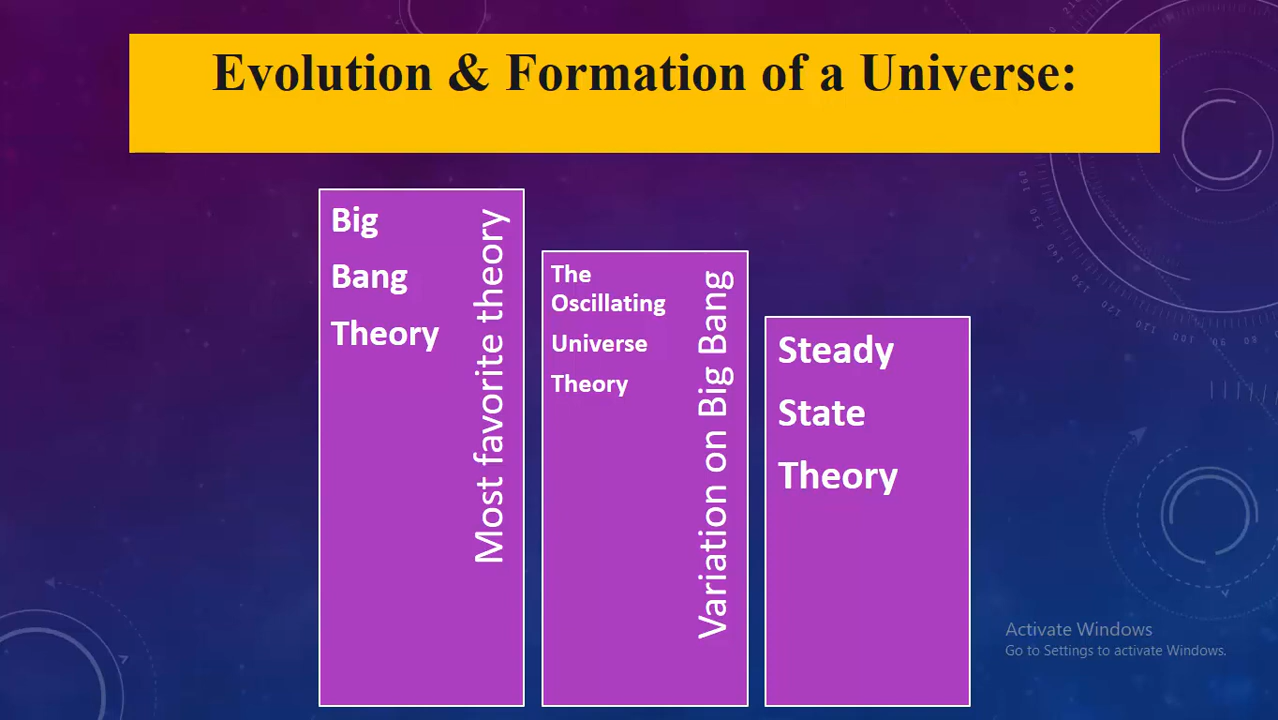 Evolution & Formation of a Universe:
Big
Bang
Theory
Most favorite theory
The
Oscillating
Universe
Theory
Variation on Big Bang
Steady
State
Theory
Activate Windows
Go to Settings to activate Windows.